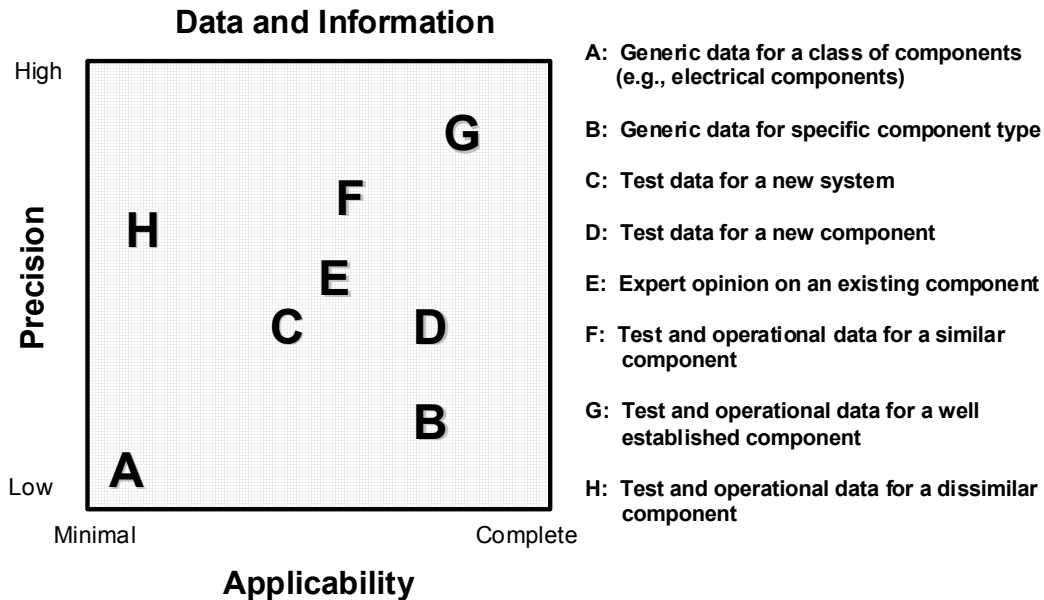 Data and Information
High
Precision
Low
Minimal
Complete
Applicability
G
F
H
E
C
D
B
A
A: Generic data for a class of components
(e.g., electrical components)
B: Generic data for specific component type
C: Test data for a new system
D: Test data for a new component
E: Expert opinion on an existing component
F: Test and operational data for a similar
component
G: Test and operational data for a well
established component
H: Test and operational data for a dissimilar
component